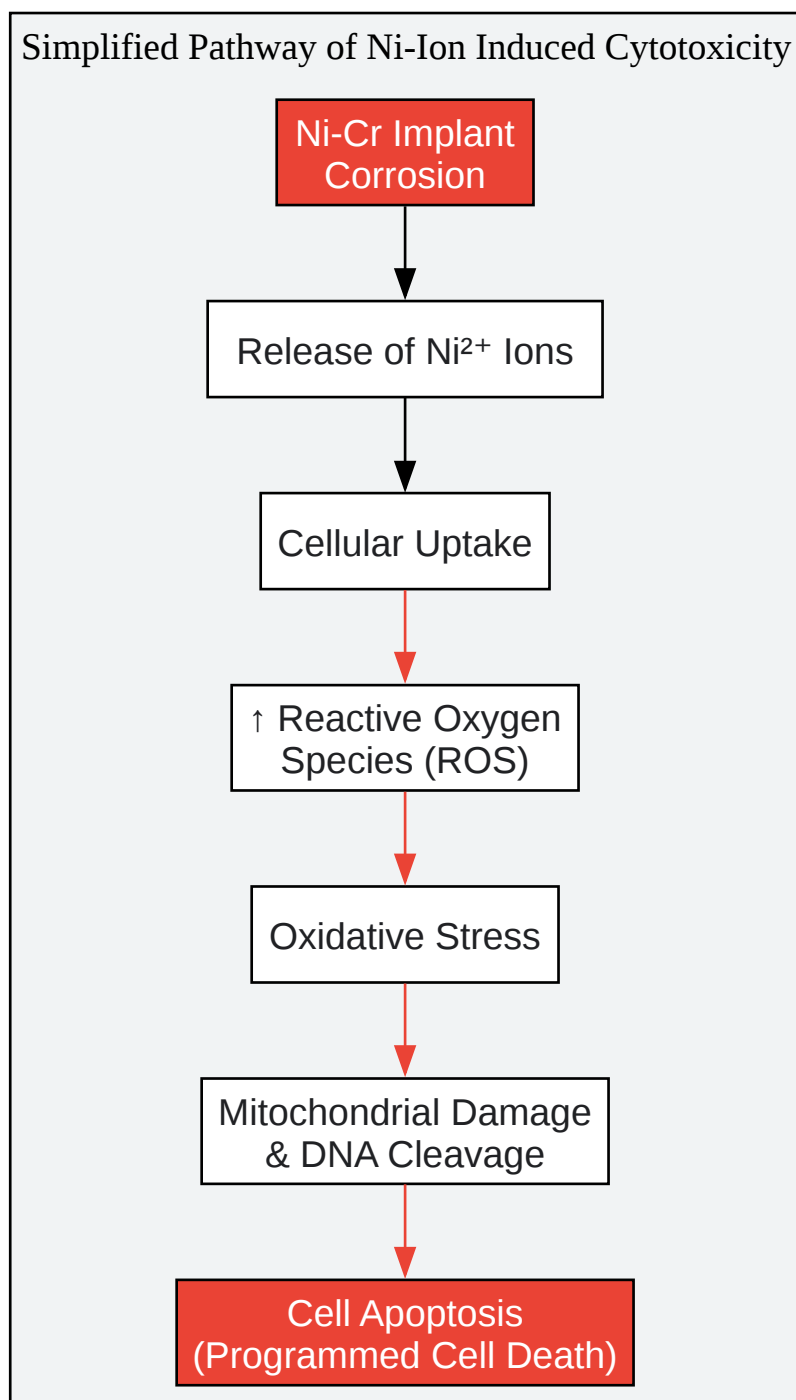 Simplified Pathway of Ni-Ion Induced Cytotoxicity
Ni-Cr Implant
Corrosion
Release of Ni²⁺ Ions
Cellular Uptake
↑ Reactive Oxygen
Species (ROS)
Oxidative Stress
Mitochondrial Damage
& DNA Cleavage
Cell Apoptosis
(Programmed Cell Death)